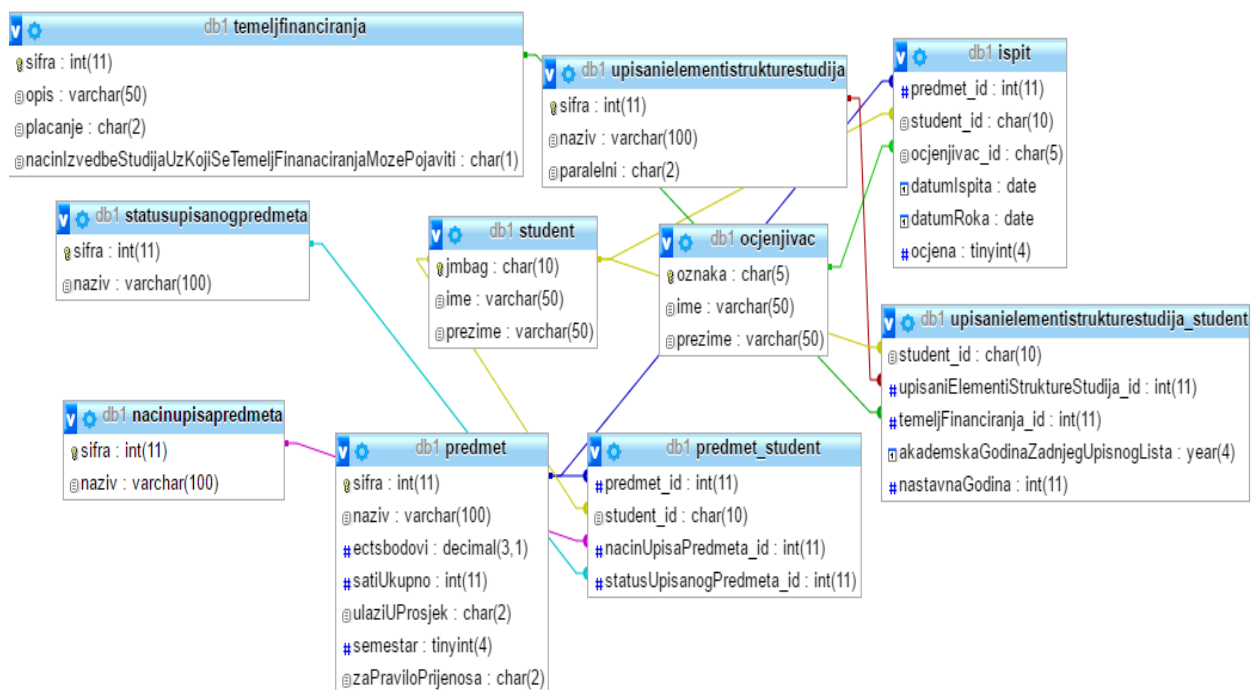 db1 temeljfinanciranja
sifra : int(11)
opis : varchar(50)
placanje : char(2)
nacinIzvedbeStudijaUzKojiSeTemeljFinanaciranjaMozePojaviti : char(1)
db1 upisanielementistrukturestudija
sifra : int(11)
naziv : varchar(100)
paralelni : char(2)
db1 ispit
#predmet_id : int(11)
student_id : char(10)
ocjenjivac_id : char(5)
datumIspita : date
datumRoka : date
#ocjena : tinyint(4)
db1 statusupisanogpredmeta
sifra : int(11)
naziv : varchar(100)
db1 student
jmbag : char(10)
ime : varchar(50)
prezime : varchar(50)
db1 ocjenjivac
oznaka : char(5)
ime : varchar(50)
prezime : varchar(50)
db1 upisanielementistrukturestudija_student
student_id : char(10)
#upisaniElementiStruktureStudija_id : int(11)
#temeljFinanciranja_id : int(11)
akademskaGodinaZadnjegUpisnogLista : year(4)
#nastavnaGodina : int(11)
db1 nacinupisapredmeta
sifra : int(11)
naziv : varchar(100)
db1 predmet
sifra : int(11)
naziv : varchar(100)
#ectsbodovi : decimal(3,1)
#satiUkupno : int(11)
ulaziUProsjek : char(2)
#semestar : tinyint(4)
zaPraviloPrijenosa : char(2)
db1 predmet_student
#predmet_id : int(11)
student_id : char(10)
#nacinUpisaPredmeta_id : int(11)
#statusUpisanogPredmeta_id : int(11)